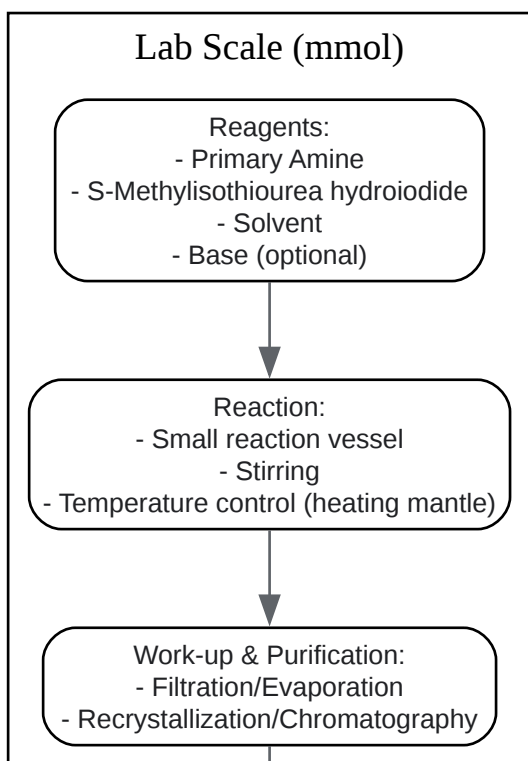 Lab Scale (mmol)
Reagents:
- Primary Amine
- S-Methylisothiourea hydroiodide
- Solvent
- Base (optional)
Reaction:
- Small reaction vessel
- Stirring
- Temperature control (heating mantle)
Work-up & Purification:
- Filtration/Evaporation
- Recrystallization/Chromatography